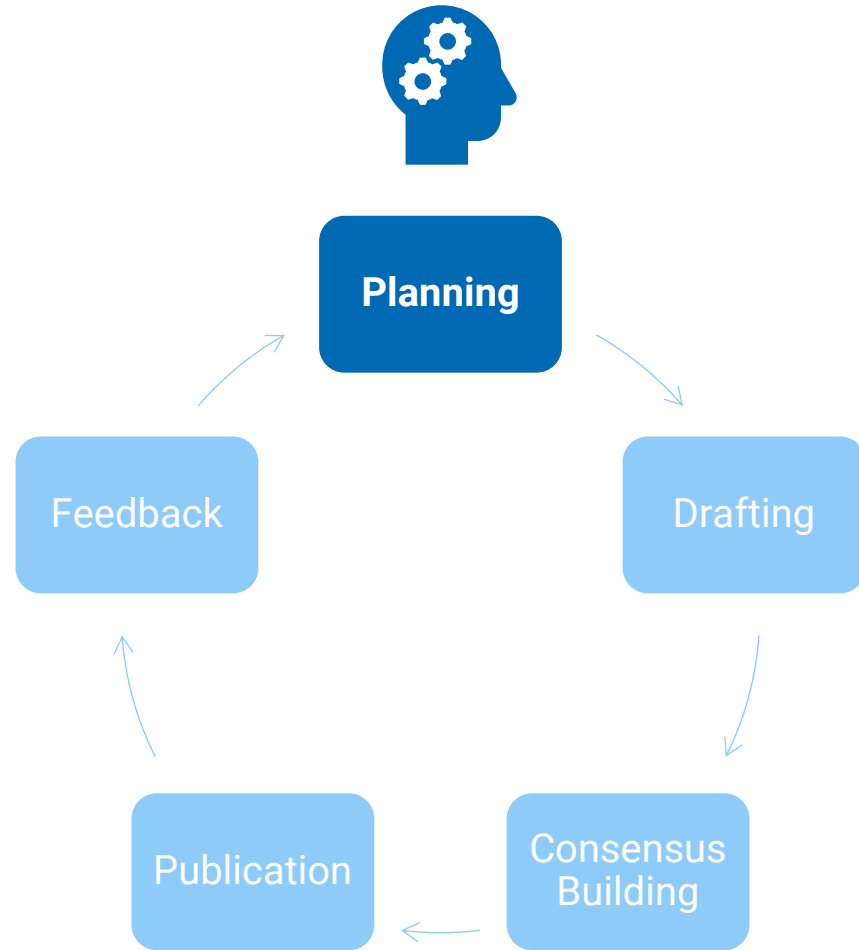 Planning
Drafting
Consensus
Building
Publication
Feedback